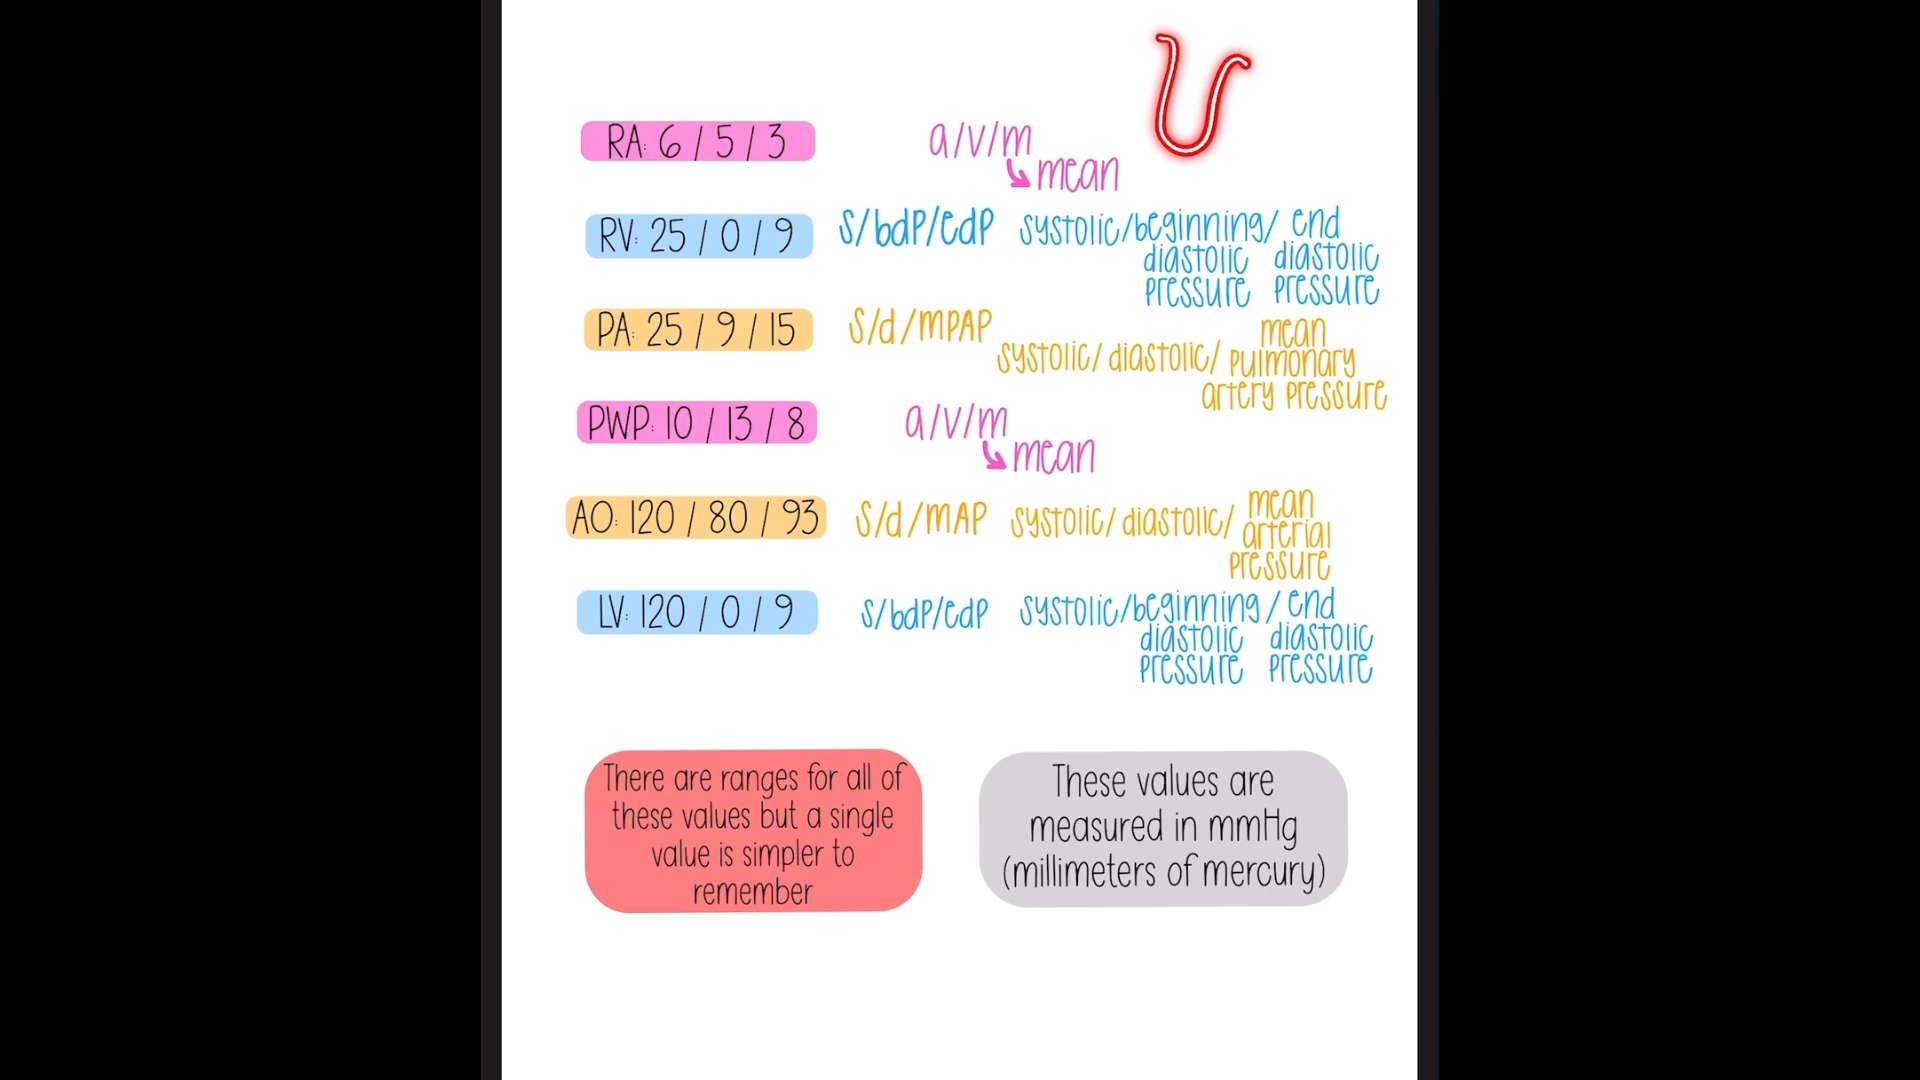 RA: 6 / 5 / 3
a/v/m
mean
RV: 25 / 0 / 9
s/bdp/edp
systolic/beginning/ end
diastolic diastolic
pressure pressure
PA: 25 / 9 / 15
s/d/mPAP
mean
systolic/ diastolic/ pulmonary
artery pressure
PWP: 10 / 13 / 8
a/v/m
mean
AO: 120 / 80 / 93
s/d/mAP
systolic/ diastolic/ mean
arterial
pressure
LV: 120 / 0 / 9
s/bdp/edp
systolic/beginning / end
diastolic diastolic
pressure pressure
There are ranges for all of
these values but a single
value is simpler to
remember
These values are
measured in mmHg
(millimeters of mercury)